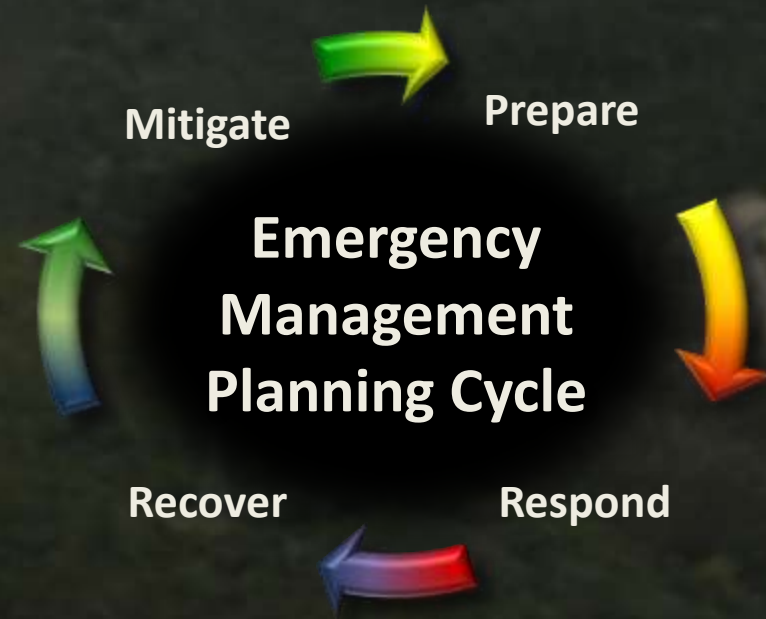 Mitigate
Prepare
Emergency
Management
Planning Cycle
Recover
Respond